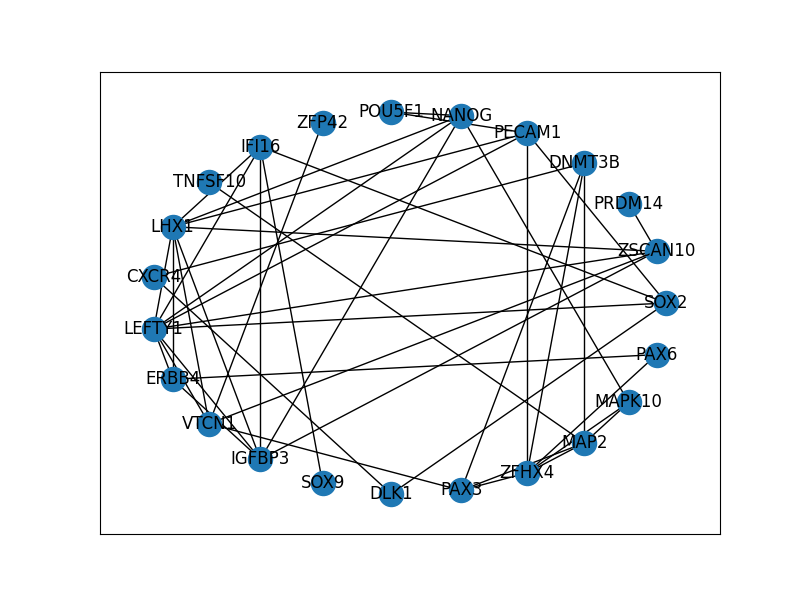 POU5F1
NANOG
ZFP42
PECAM1
IFI16
DNMT3B
TNFSF10
PRDM14
LHX1
ZSCAN10
CXCR4
SOX2
LEFTY1
PAX6
ERBB4
MAPK10
VTCN1
MAP2
IGFBP3
ZFHX4
SOX9
DLK1
PAX3